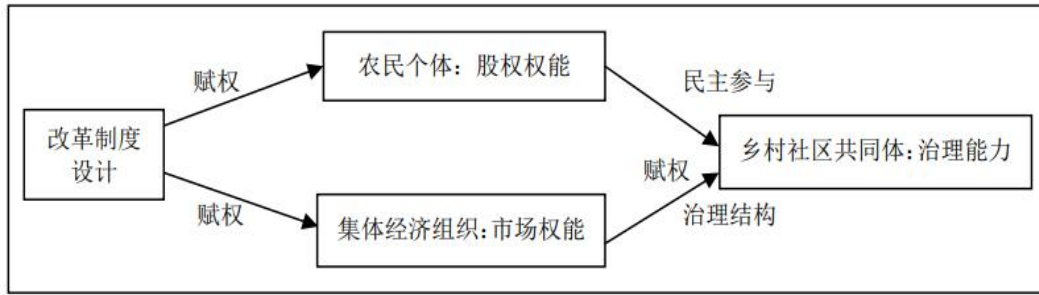 改革制度
设计
赋权
赋权
农民个体：股权权能
集体经济组织：市场权能
民主参与
赋权
治理结构
乡村社区共同体：治理能力